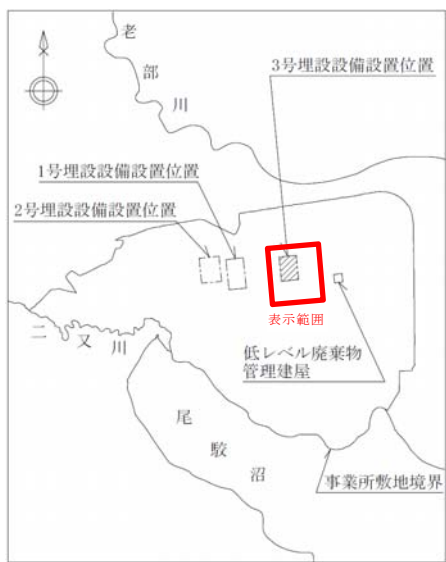 老部川
3号埋設設備設置位置
1号埋設設備設置位置
2号埋設設備設置位置
表示範囲
二又川
低レベル廃棄物
管理建屋
尾駮沼
事業所敷地境界